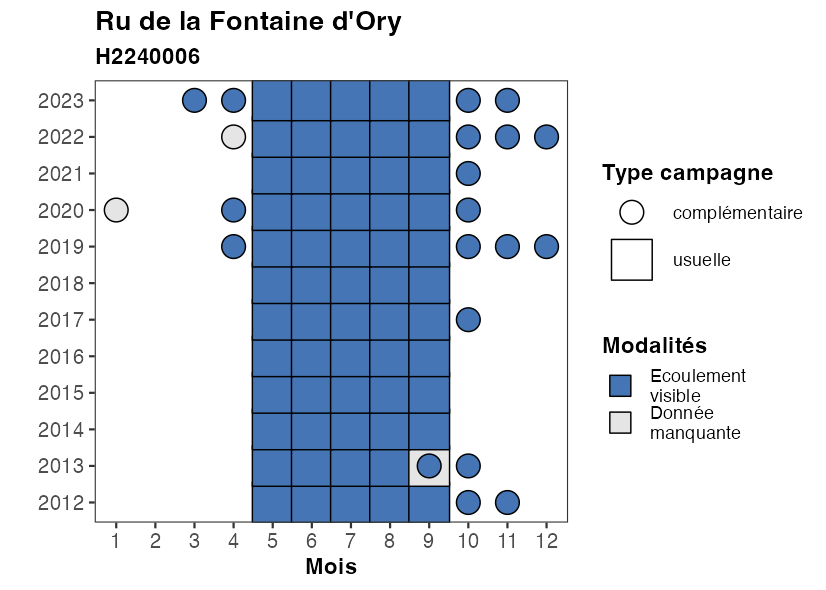 Ru de la Fontaine d'Ory
H2240006
2023
2022
2021
2020
2019
2018
2017
2016
2015
2014
2013
2012
1 2 3 4 5 6 7 8 9 10 11 12
Mois
Type campagne
complémentaire
usuelle
Modalités
Ecoulement
visible
Donnée
manquante